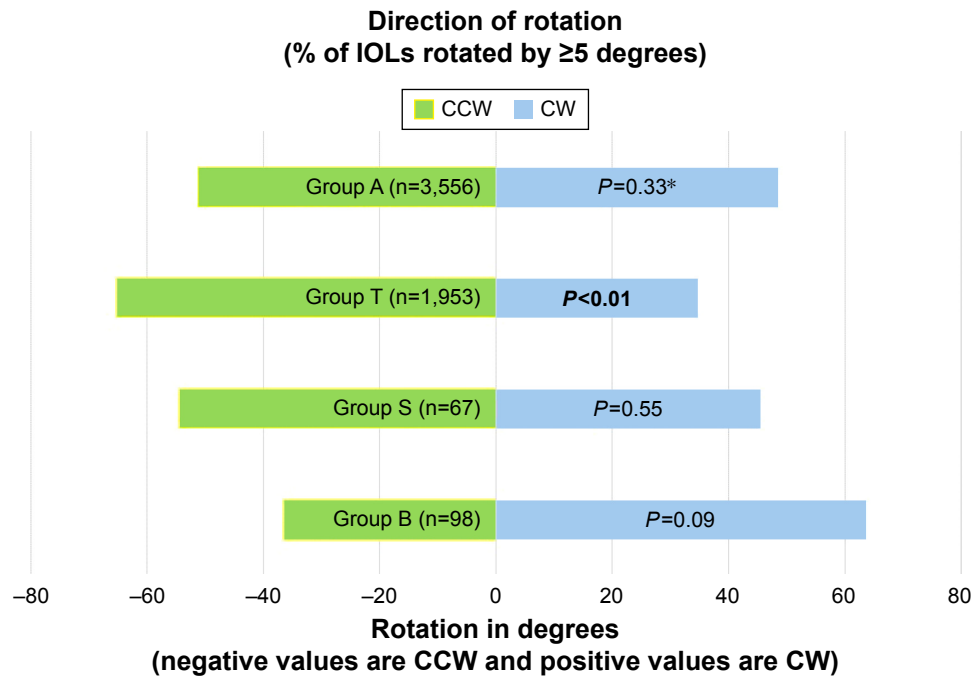 Direction of rotation
(% of IOLs rotated by ≥5 degrees)
CCW CW
Group A (n=3,556) P=0.33*
Group T (n=1,953) P<0.01
Group S (n=67) P=0.55
Group B (n=98) P=0.09
–80 –60 –40 –20 0 20 40 60 80
Rotation in degrees
(negative values are CCW and positive values are CW)